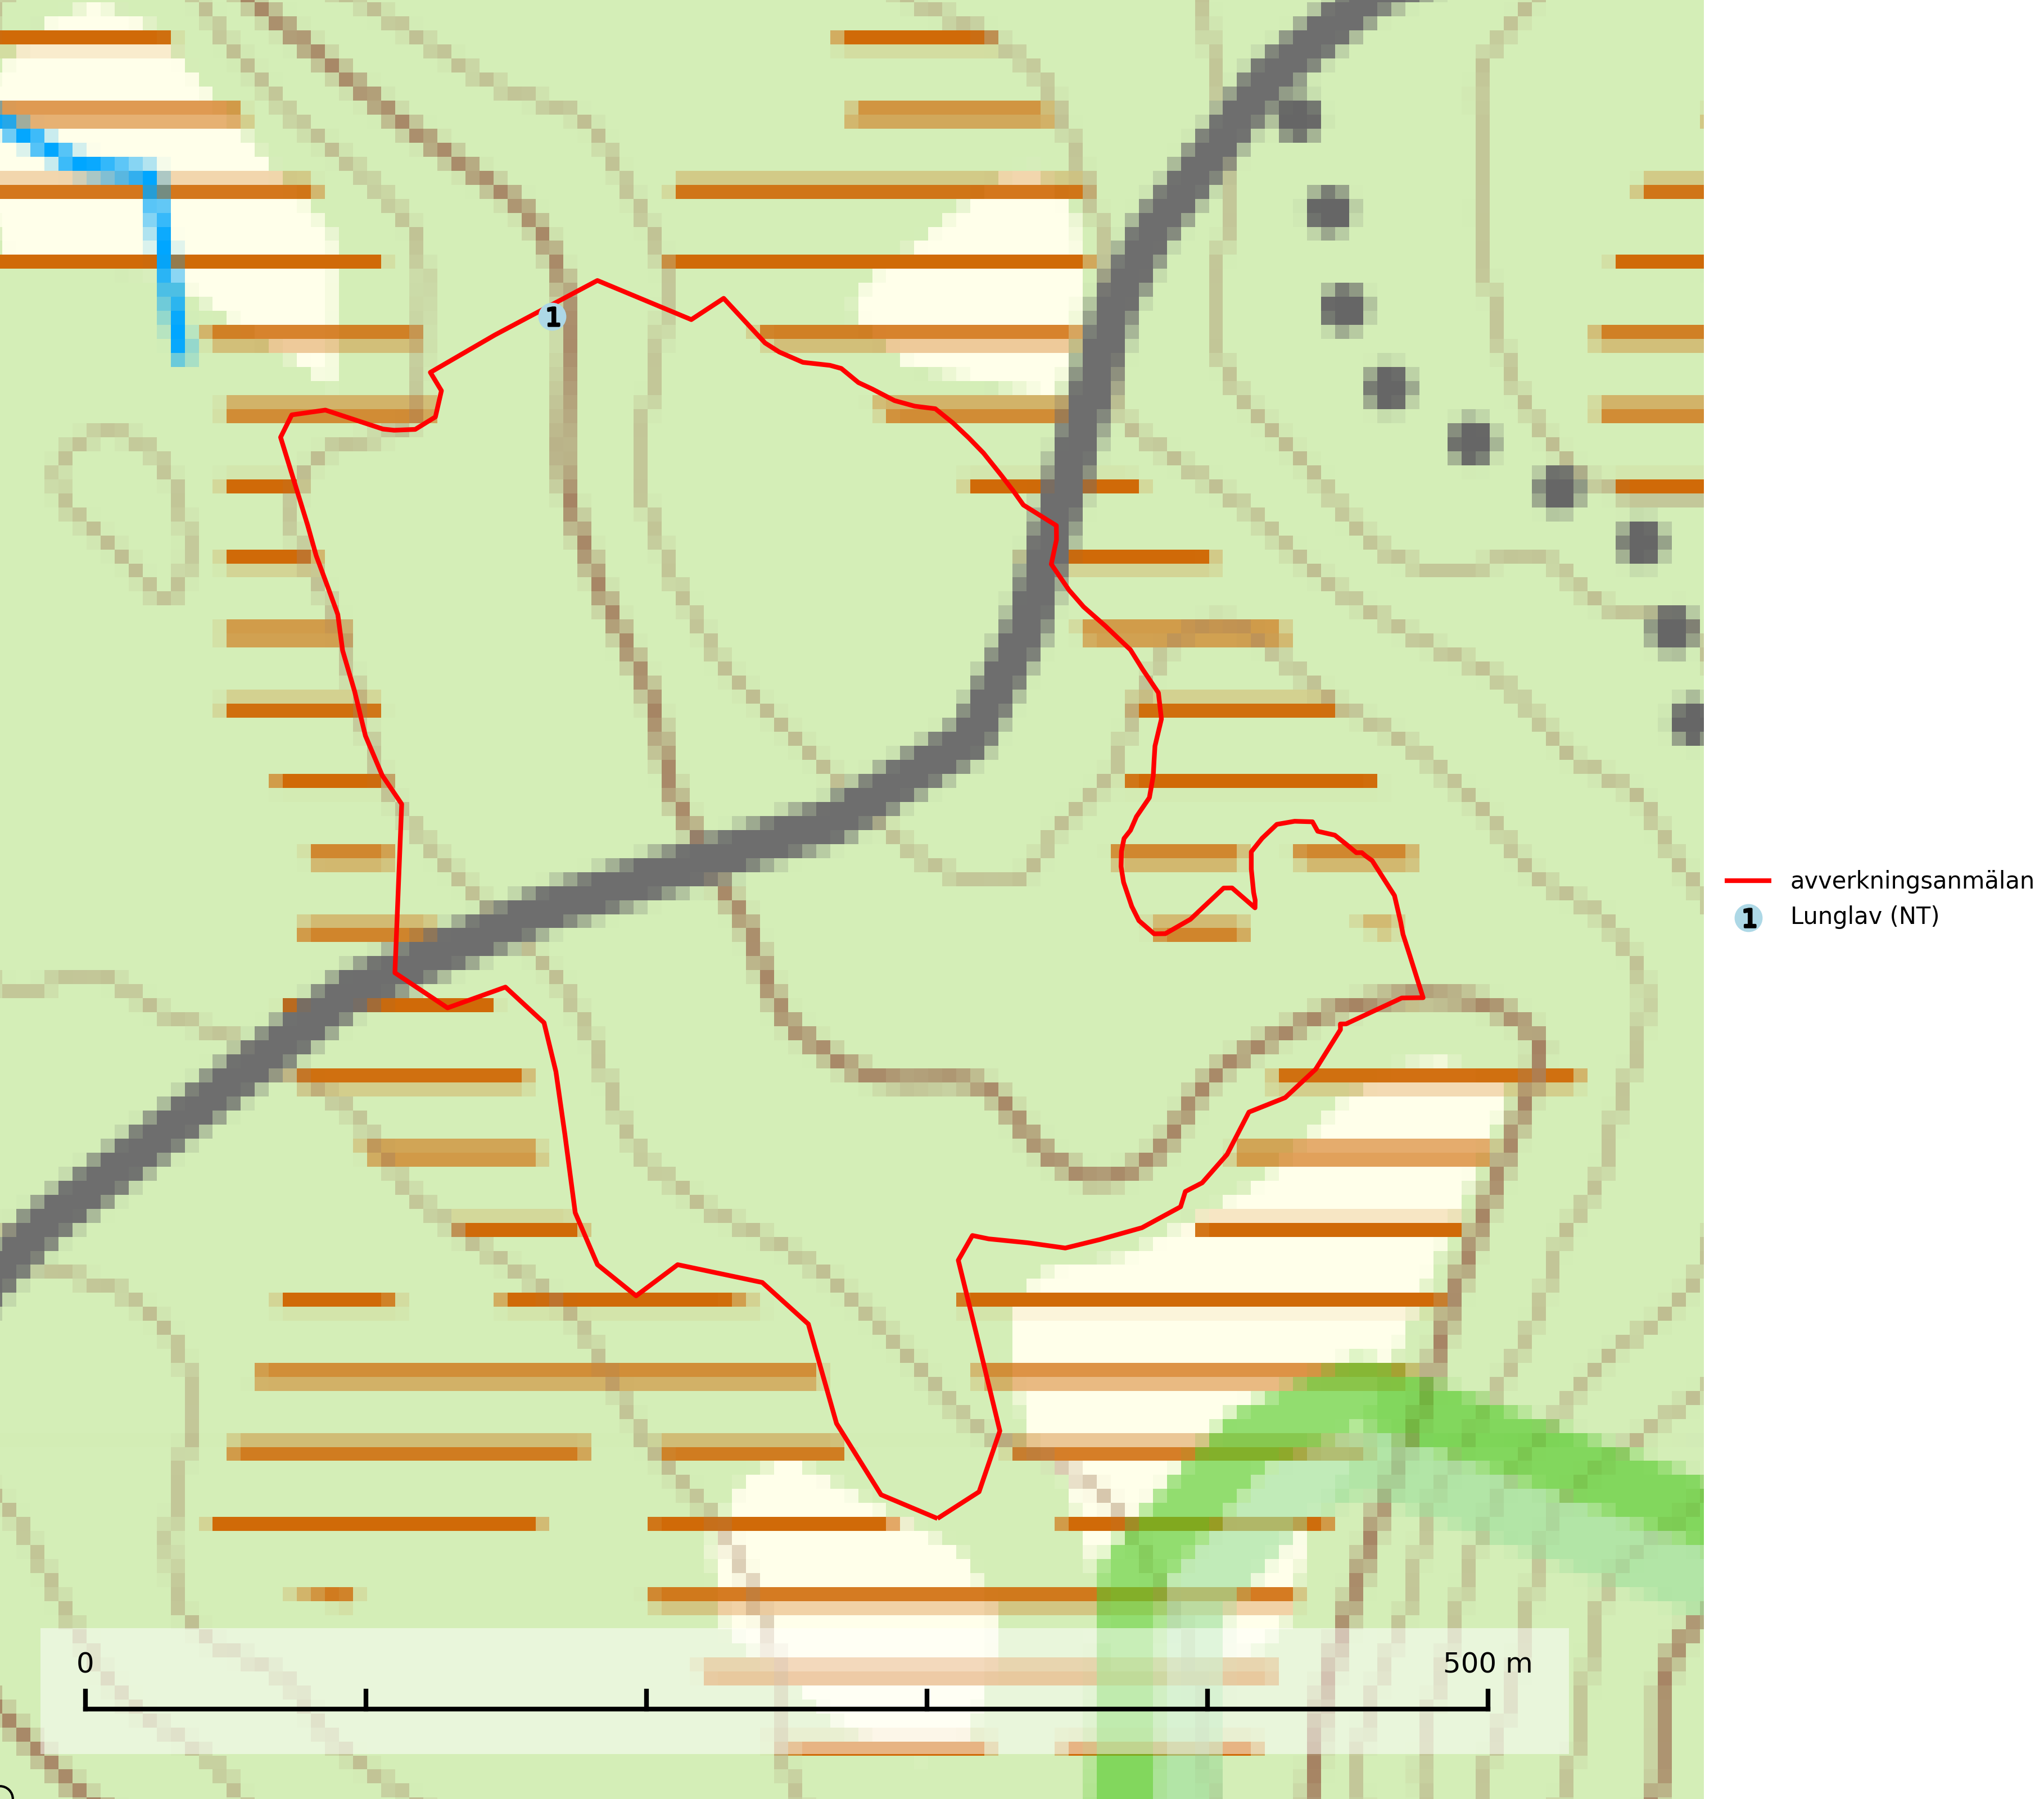 1
avverkningsanmälan
1 Lunglav (NT)
0 500 m